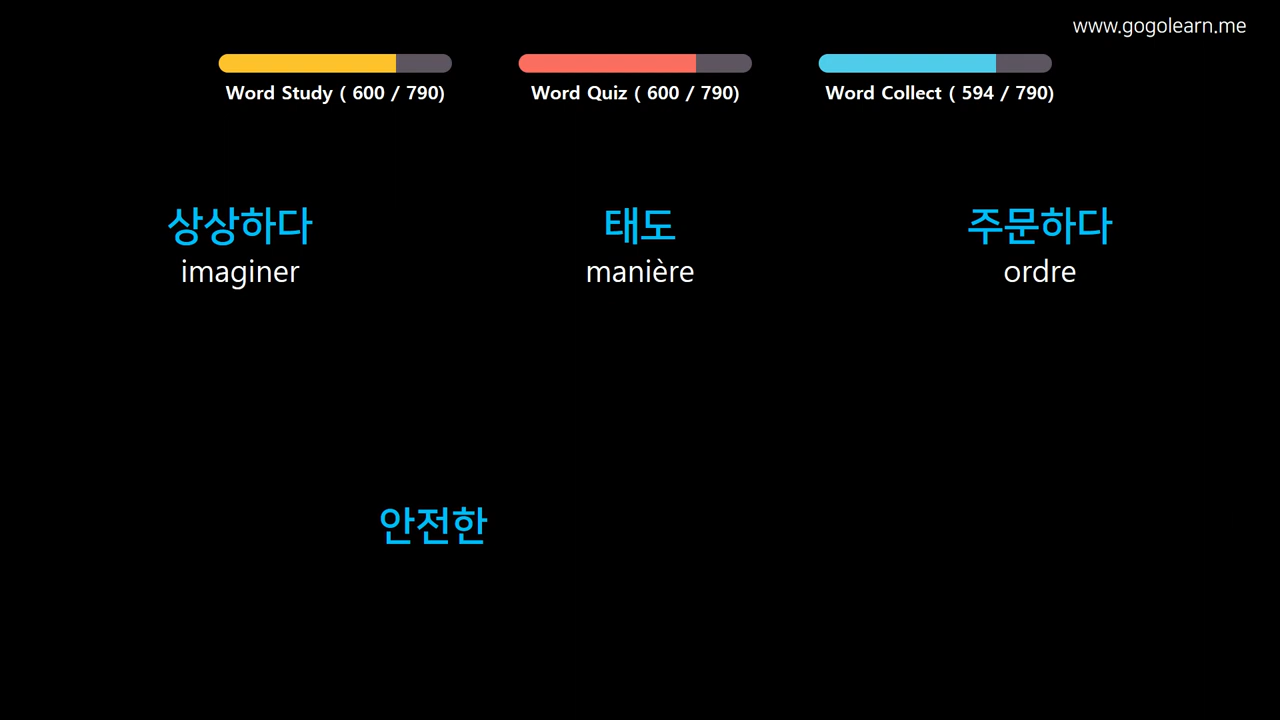 www.gogolearn.me
Word Study ( 600 / 790)
Word Quiz ( 600 / 790)
Word Collect ( 594 / 790)
상상하다
imaginer
태도
manière
주문하다
ordre
안전한